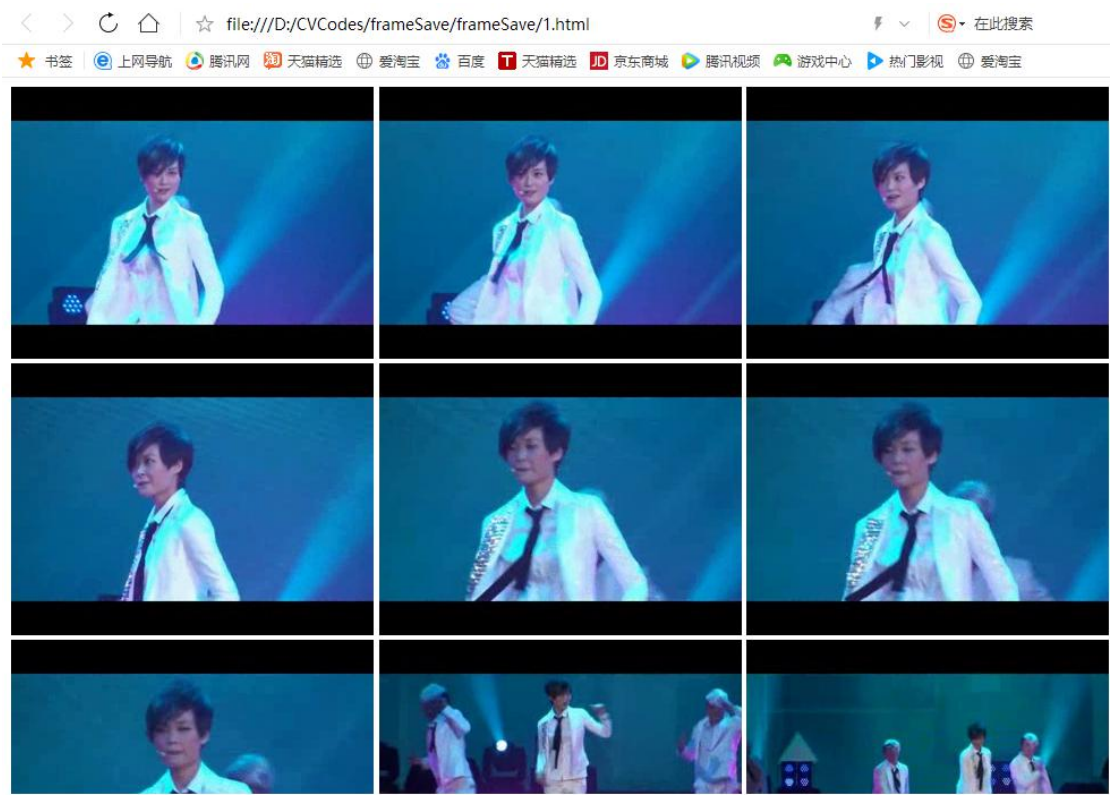 file:///D:/CVCodes/frameSave/frameSave/1.html S 在此搜索
书签 上网导航 腾讯网 淘 天猫精选 爱淘宝 百度 T 天猫精选 JD 京东商城 腾讯视频 游戏中心 热门影视 爱淘宝